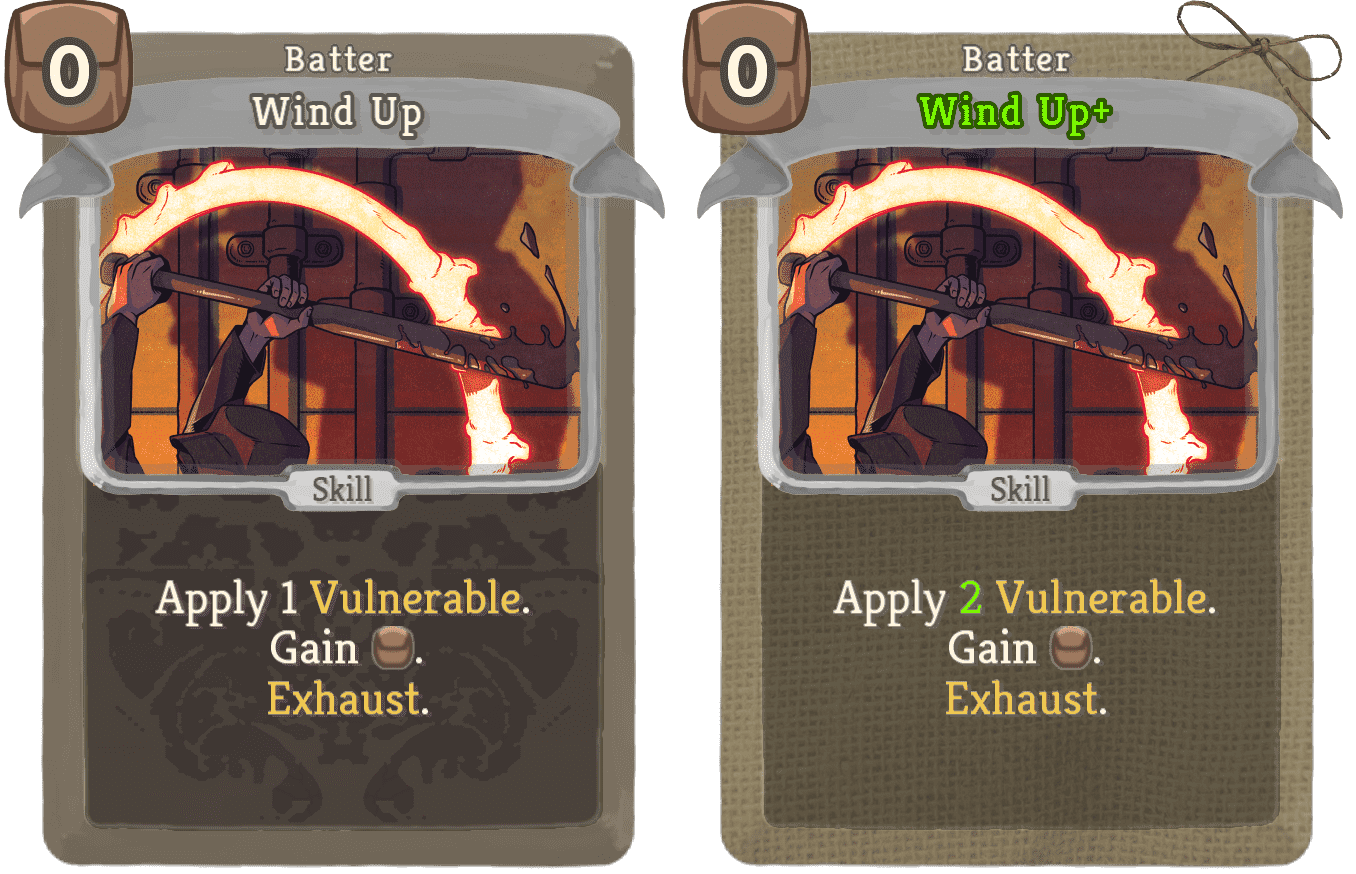 0
Batter
Wind Up
Skill
Apply 1 Vulnerable.
Gain .
Exhaust.
0
Batter
Wind Up+
Skill
Apply 2 Vulnerable.
Gain .
Exhaust.